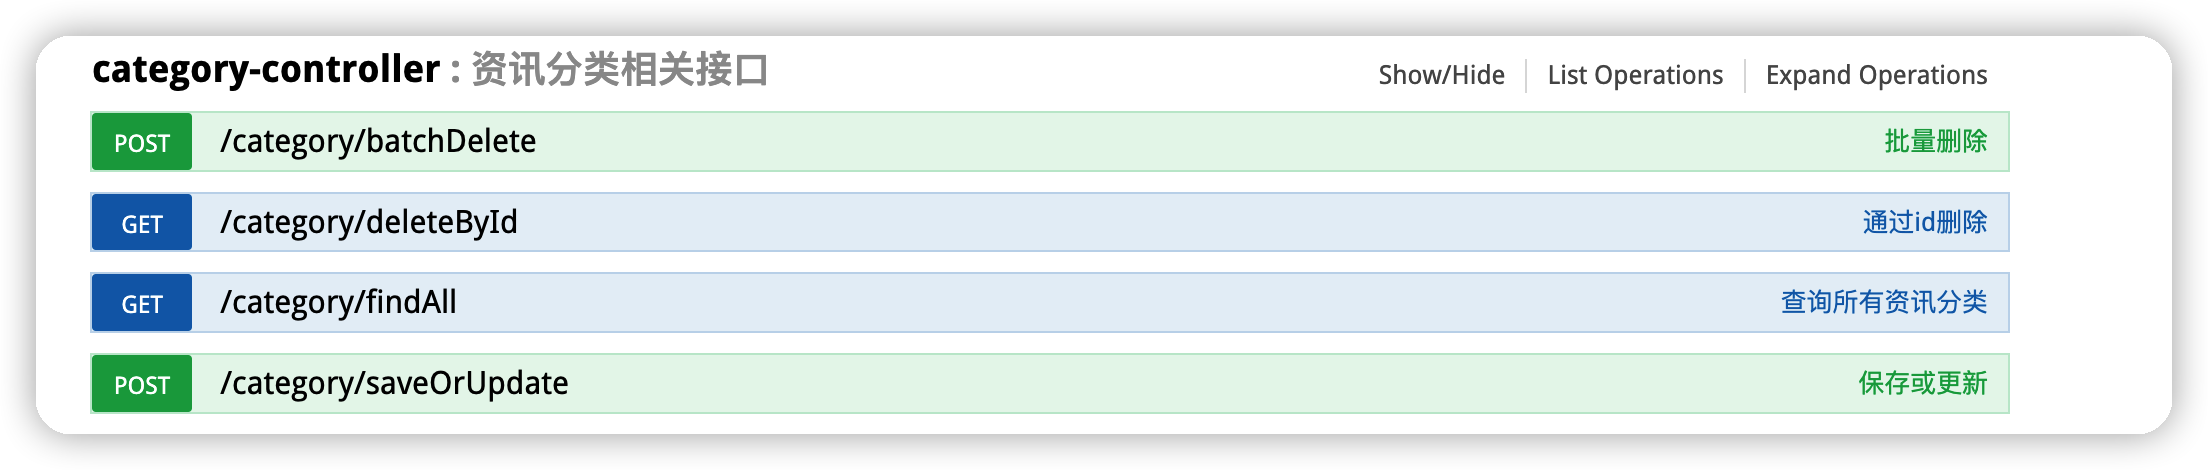 category-controller : 资讯分类相关接口 Show/Hide List Operations Expand Operations
POST /category/batchDelete 批量删除
GET /category/deleteById 通过id删除
GET /category/findAll 查询所有资讯分类
POST /category/saveOrUpdate 保存或更新